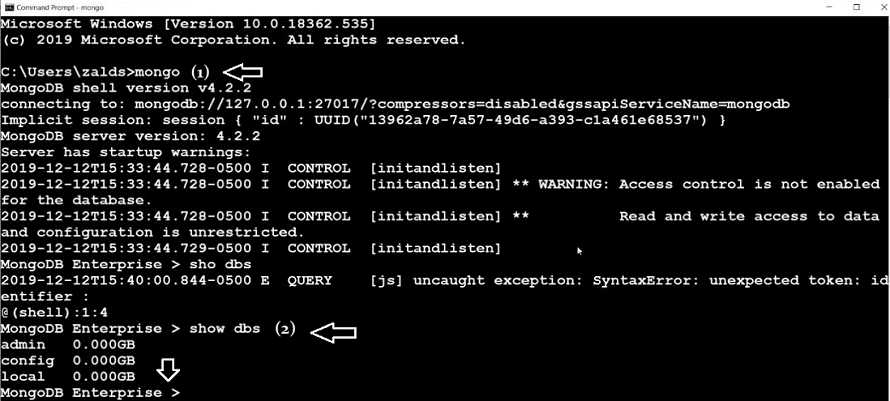 Command Prompt - mongo
Microsoft Windows [Version 10.0.18362.535]
(c) 2019 Microsoft Corporation. All rights reserved.
C:\Users\zalds>mongo (1)
MongoDB shell version v4.2.2
connecting to: mongodb://127.0.0.1:27017/?compressors=disabled&gssapiServiceName=mongodb
Implicit session: session { "id" : UUID("13962a78-7a57-49d6-a393-c1a461e68537") }
MongoDB server version: 4.2.2
Server has startup warnings:
2019-12-12T15:33:44.728-0500 I  CONTROL  [initandlisten]
2019-12-12T15:33:44.728-0500 I  CONTROL  [initandlisten] ** WARNING: Access control is not enabled
for the database.
2019-12-12T15:33:44.728-0500 I  CONTROL  [initandlisten] **          Read and write access to data
and configuration is unrestricted.
2019-12-12T15:33:44.729-0500 I  CONTROL  [initandlisten]
MongoDB Enterprise > sho dbs
2019-12-12T15:40:00.844-0500 E  QUERY    [js] uncaught exception: SyntaxError: unexpected token: id
entifier :
@(shell):1:4
MongoDB Enterprise > show dbs (2)
admin   0.000GB
config  0.000GB
local   0.000GB
MongoDB Enterprise >